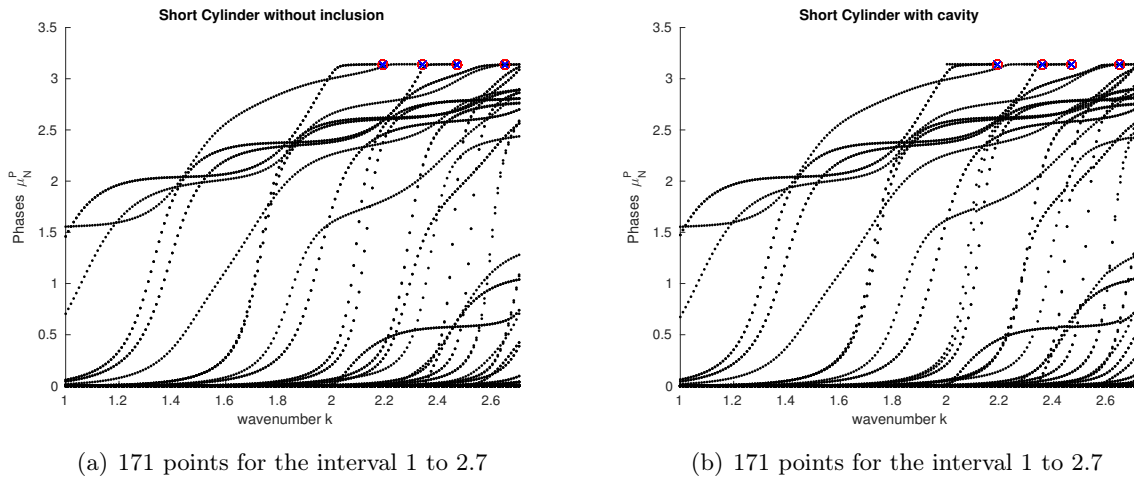 Short Cylinder without inclusion
3.5
3
2.5
2
1.5
1
0.5
0
Phases μ_N^P
1 1.2 1.4 1.6 1.8 2 2.2 2.4 2.6
wavenumber k
(a) 171 points for the interval 1 to 2.7
Short Cylinder with cavity
3.5
3
2.5
2
1.5
1
0.5
0
Phases μ_N^P
1 1.2 1.4 1.6 1.8 2 2.2 2.4 2.6
wavenumber k
(b) 171 points for the interval 1 to 2.7